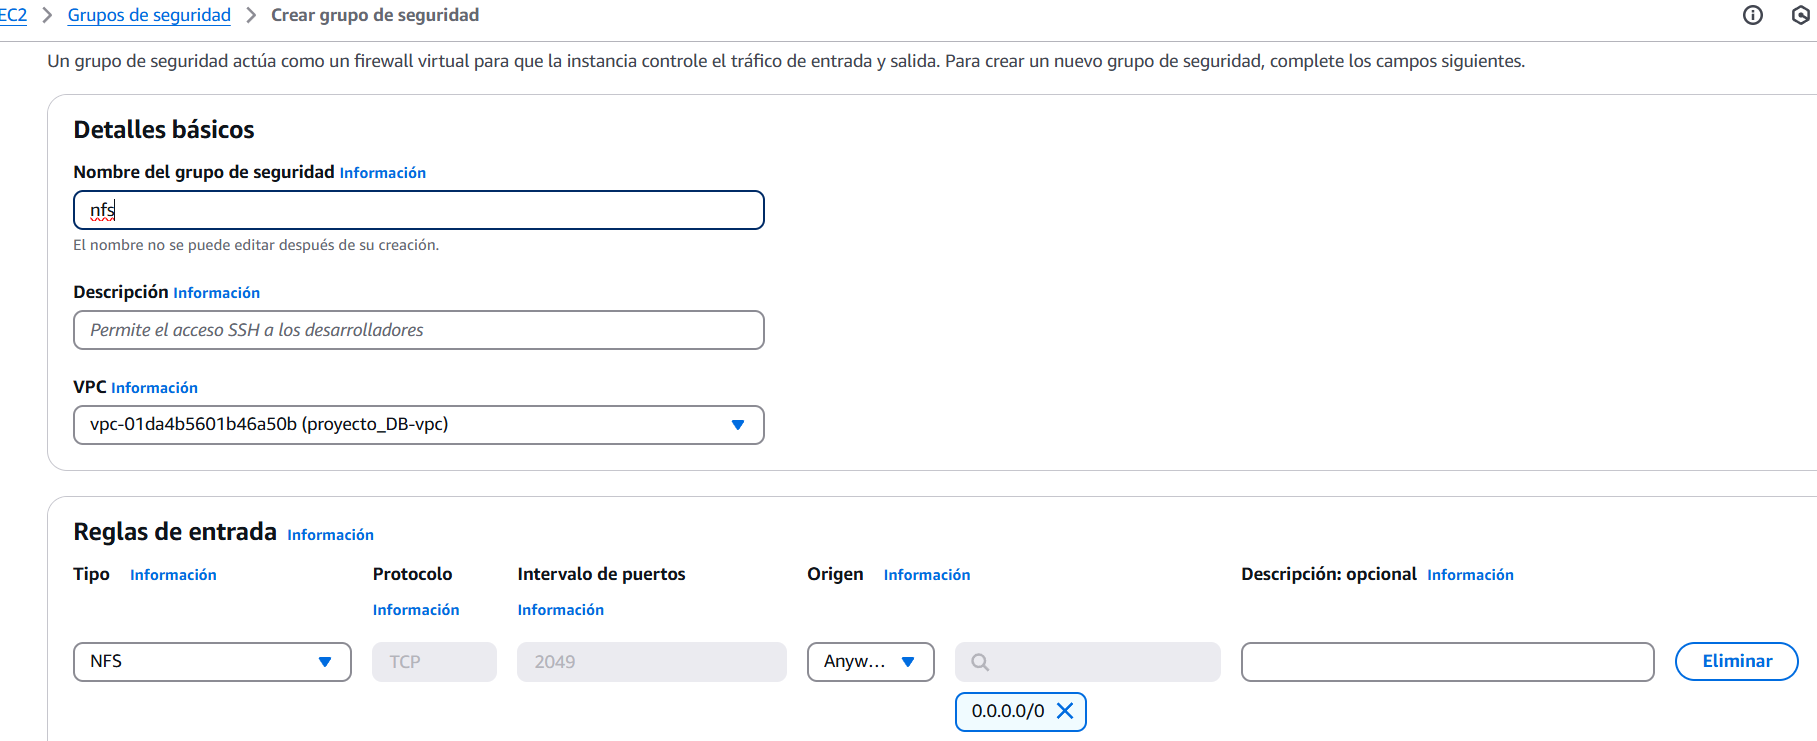 EC2 > Grupos de seguridad > Crear grupo de seguridad
Un grupo de seguridad actúa como un firewall virtual para que la instancia controle el tráfico de entrada y salida. Para crear un nuevo grupo de seguridad, complete los campos siguientes.
Detalles básicos
Nombre del grupo de seguridad Información
nfs
El nombre no se puede editar después de su creación.
Descripción Información
Permite el acceso SSH a los desarrolladores
VPC Información
vpc-01da4b5601b46a50b (proyecto_DB-vpc)
Reglas de entrada Información
Tipo Información Protocolo Intervalo de puertos Origen Información Descripción: opcional Información
Información Información
NFS TCP 2049 Anyw... Eliminar
0.0.0.0/0